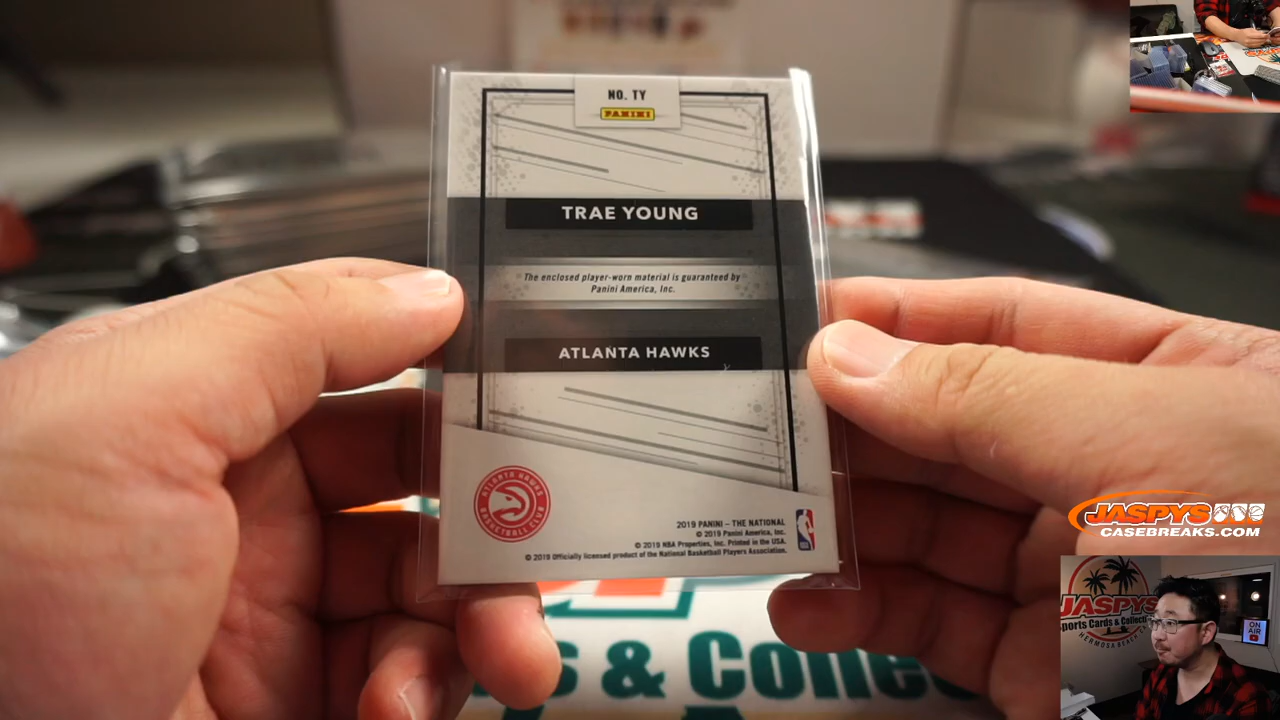 NO. TY
PANINI
TRAE YOUNG
The enclosed player-worn material is guaranteed by
Panini America, Inc.
ATLANTA HAWKS
ATLANTA HAWKS
BASKETBALL CLUB
2019 PANINI – THE NATIONAL
© 2019 Panini America, Inc.
© 2019 NBA Properties, Inc. Printed in the USA.
© 2019 Officially licensed product of the National Basketball Players Association.
& Colle
JASPYS
CASEBREAKS.COM
JASPYS
ports Cards & Collecti
HERMOSA BEACH
ON
AIR